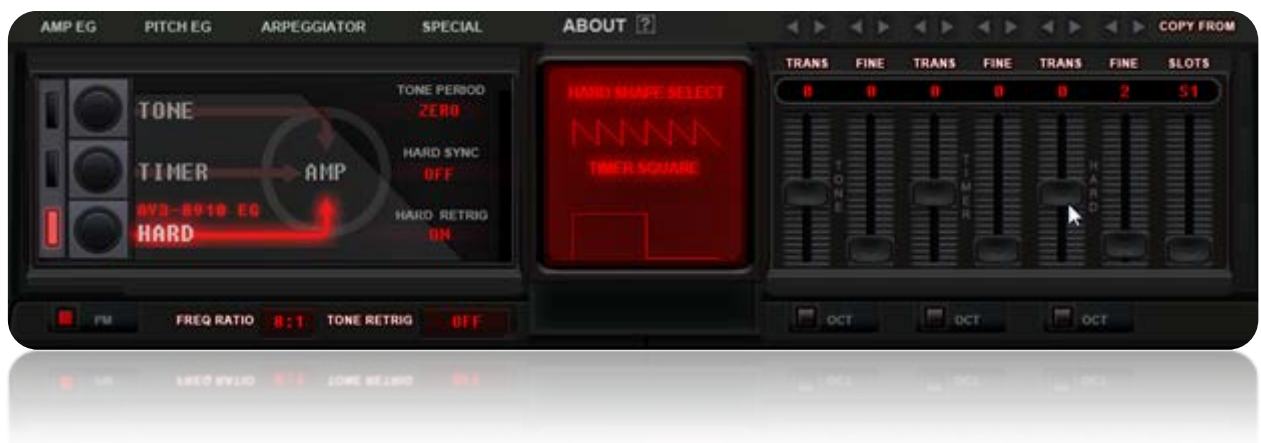 AMP EG PITCH EG ARPEGGIATOR SPECIAL ABOUT ? COPY FROM
TRANS FINE TRANS FINE TRANS FINE SLOTS
0 0 0 0 0 2 S1
TONE
TIMER
AY3-8910 EG
HARD
AMP
TONE PERIOD
ZERO
HARD SYNC
OFF
HARD RETRIG
ON
HARD SHAPE SELECT
TIMER SQUARE
TONE
TIMER
HARD
PM FREQ RATIO 8:1 TONE RETRIG OFF
OCT OCT OCT